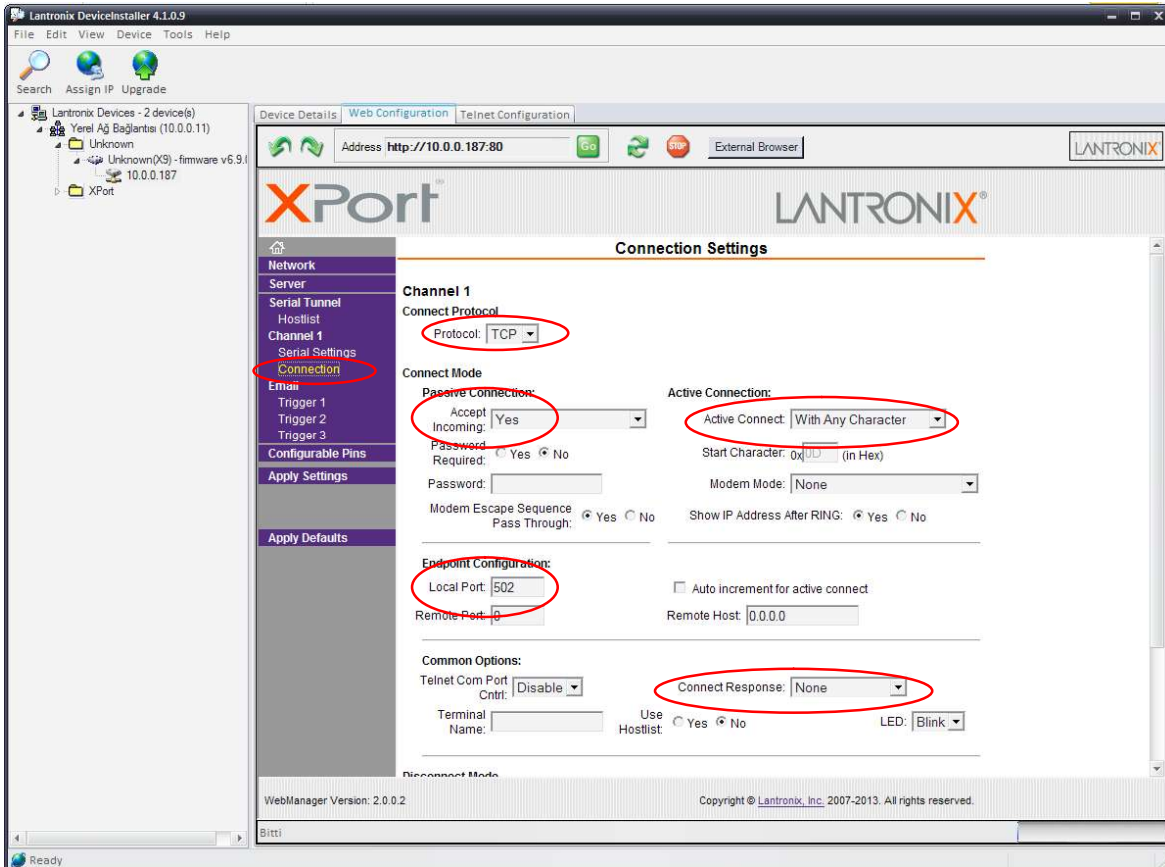 Lantronix DeviceInstaller 4.1.0.9
File Edit View Device Tools Help
Search Assign IP Upgrade
Lantronix Devices - 2 device(s)
Yerel Ağ Bağlantısı (10.0.0.11)
Unknown
Unknown(X9) - firmware v6.9.
10.0.0.187
XPort
Device Details Web Configuration Telnet Configuration
Address http://10.0.0.187:80 Go STOP External Browser LANTRONIX
XPort® LANTRONIX®
Network
Server
Serial Tunnel
Hostlist
Channel 1
Serial Settings
Connection
Email
Trigger 1
Trigger 2
Trigger 3
Configurable Pins
Apply Settings
Apply Defaults
Connection Settings
Channel 1
Connect Protocol
Protocol: TCP
Connect Mode
Passive Connection: Active Connection:
Accept Incoming: Yes Active Connect: With Any Character
Password Required: Yes No Start Character: 0x 0D (in Hex)
Password: Modem Mode: None
Modem Escape Sequence Pass Through: Yes No Show IP Address After RING: Yes No
Endpoint Configuration:
Local Port: 502 Auto increment for active connect
Remote Port: 0 Remote Host: 0.0.0.0
Common Options:
Telnet Com Port Cntrl: Disable Connect Response: None
Terminal Name: Use Hostlist: Yes No LED: Blink
Disconnect Mode
WebManager Version: 2.0.0.2 Copyright © Lantronix, Inc. 2007-2013. All rights reserved.
Bitti
Ready